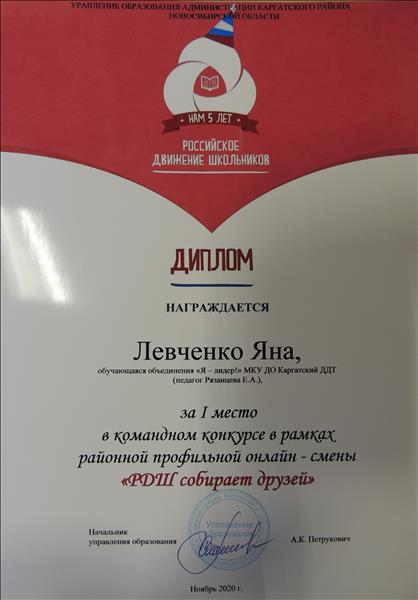 УПРАВЛЕНИЕ ОБРАЗОВАНИЯ АДМИНИСТРАЦИИ КАРГАТСКОГО РАЙОНА
НОВОСИБИРСКОЙ ОБЛАСТИ
НАМ 5 ЛЕТ
РОССИЙСКОЕ
ДВИЖЕНИЕ ШКОЛЬНИКОВ
ДИПЛОМ
НАГРАЖДАЕТСЯ
Левченко Яна,
обучающаяся объединения «Я – лидер!» МКУ ДО Каргатский ДДТ
(педагог Рязанцева Е.А.),
за I место
в командном конкурсе в рамках
районной профильной онлайн - смены
«РДШ собирает друзей»
Управление
образования
Начальник
управления образования
А.К. Петрукович
Ноябрь 2020 г.